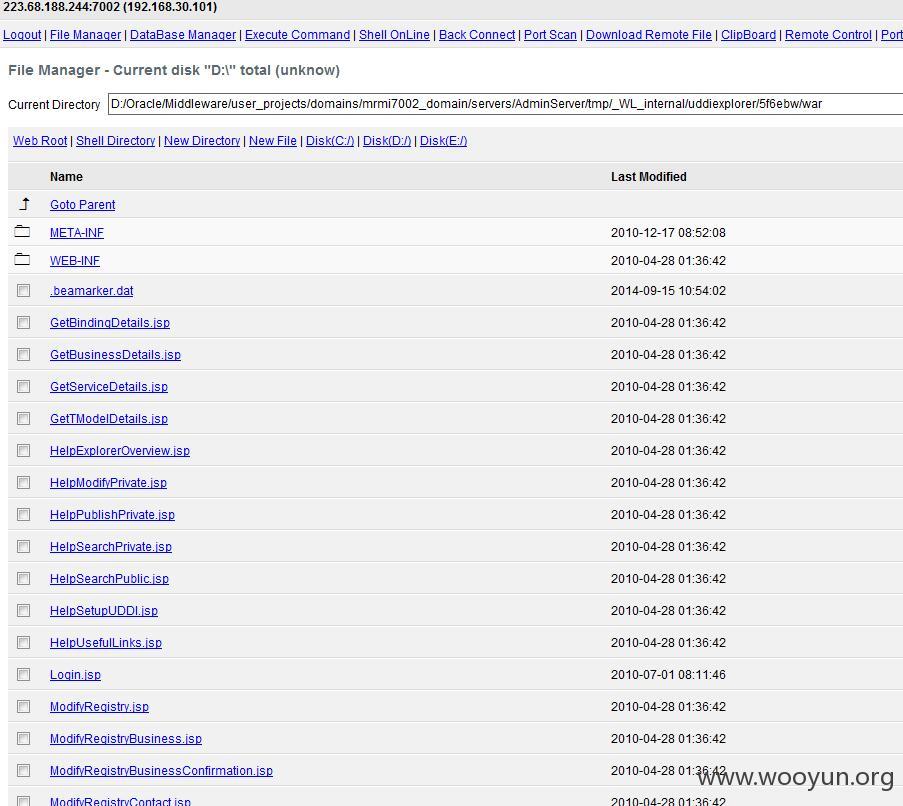 223.68.188.244:7002 (192.168.30.101)
Logout | File Manager | DataBase Manager | Execute Command | Shell OnLine | Back Connect | Port Scan | Download Remote File | ClipBoard | Remote Control | Port
File Manager - Current disk "D:\" total (unknow)
Current Directory D:/Oracle/Middleware/user_projects/domains/mrmi7002_domain/servers/AdminServer/tmp/_WL_internal/uddiexplorer/5f6ebw/war
Web Root | Shell Directory | New Directory | New File | Disk(C:/) | Disk(D:/) | Disk(E:/)
Name Last Modified
Goto Parent
META-INF 2010-12-17 08:52:08
WEB-INF 2010-04-28 01:36:42
.beamarker.dat 2014-09-15 10:54:02
GetBindingDetails.jsp 2010-04-28 01:36:42
GetBusinessDetails.jsp 2010-04-28 01:36:42
GetServiceDetails.jsp 2010-04-28 01:36:42
GetTModelDetails.jsp 2010-04-28 01:36:42
HelpExplorerOverview.jsp 2010-04-28 01:36:42
HelpModifyPrivate.jsp 2010-04-28 01:36:42
HelpPublishPrivate.jsp 2010-04-28 01:36:42
HelpSearchPrivate.jsp 2010-04-28 01:36:42
HelpSearchPublic.jsp 2010-04-28 01:36:42
HelpSetupUDDI.jsp 2010-04-28 01:36:42
HelpUsefulLinks.jsp 2010-04-28 01:36:42
Login.jsp 2010-07-01 08:11:46
ModifyRegistry.jsp 2010-04-28 01:36:42
ModifyRegistryBusiness.jsp 2010-04-28 01:36:42
ModifyRegistryBusinessConfirmation.jsp 2010-04-28 01:36:42
www.wooyun.org
ModifyRegistryContact.jsp 2010-04-28 01:36:42